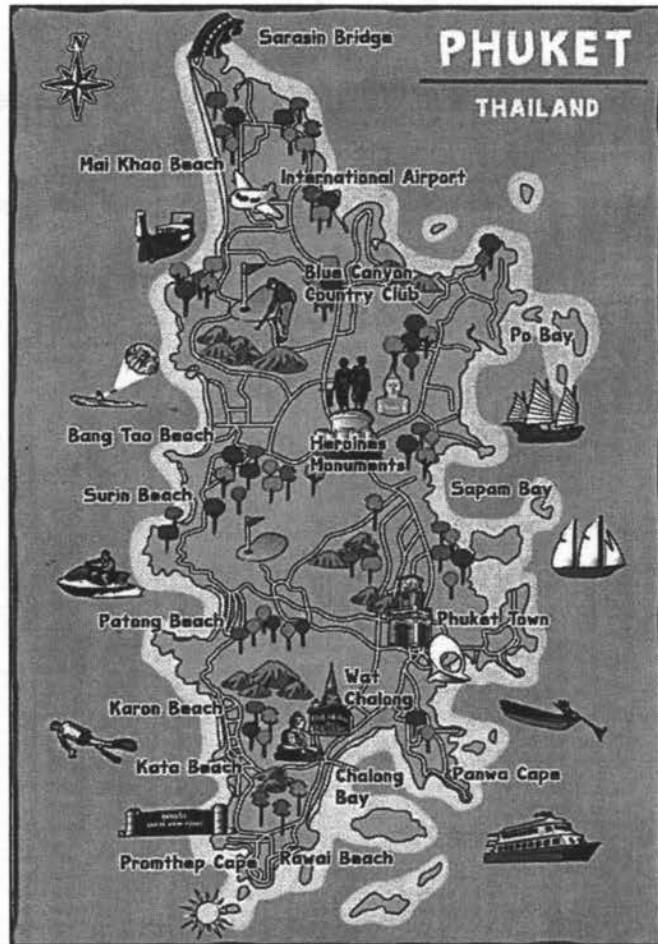 N
Sarasin Bridge
PHUKET
THAILAND
Mai Khao Beach
International Airport
Blue Canyon
Country Club
Po Bay
Bang Tao Beach
Heroines
Monuments
Surin Beach
Sapam Bay
Patong Beach
Phuket Town
Wat
Chalong
Karon Beach
Kata Beach
Chalong
Bay
Panwa Cape
Promthep Cape
Rawai Beach